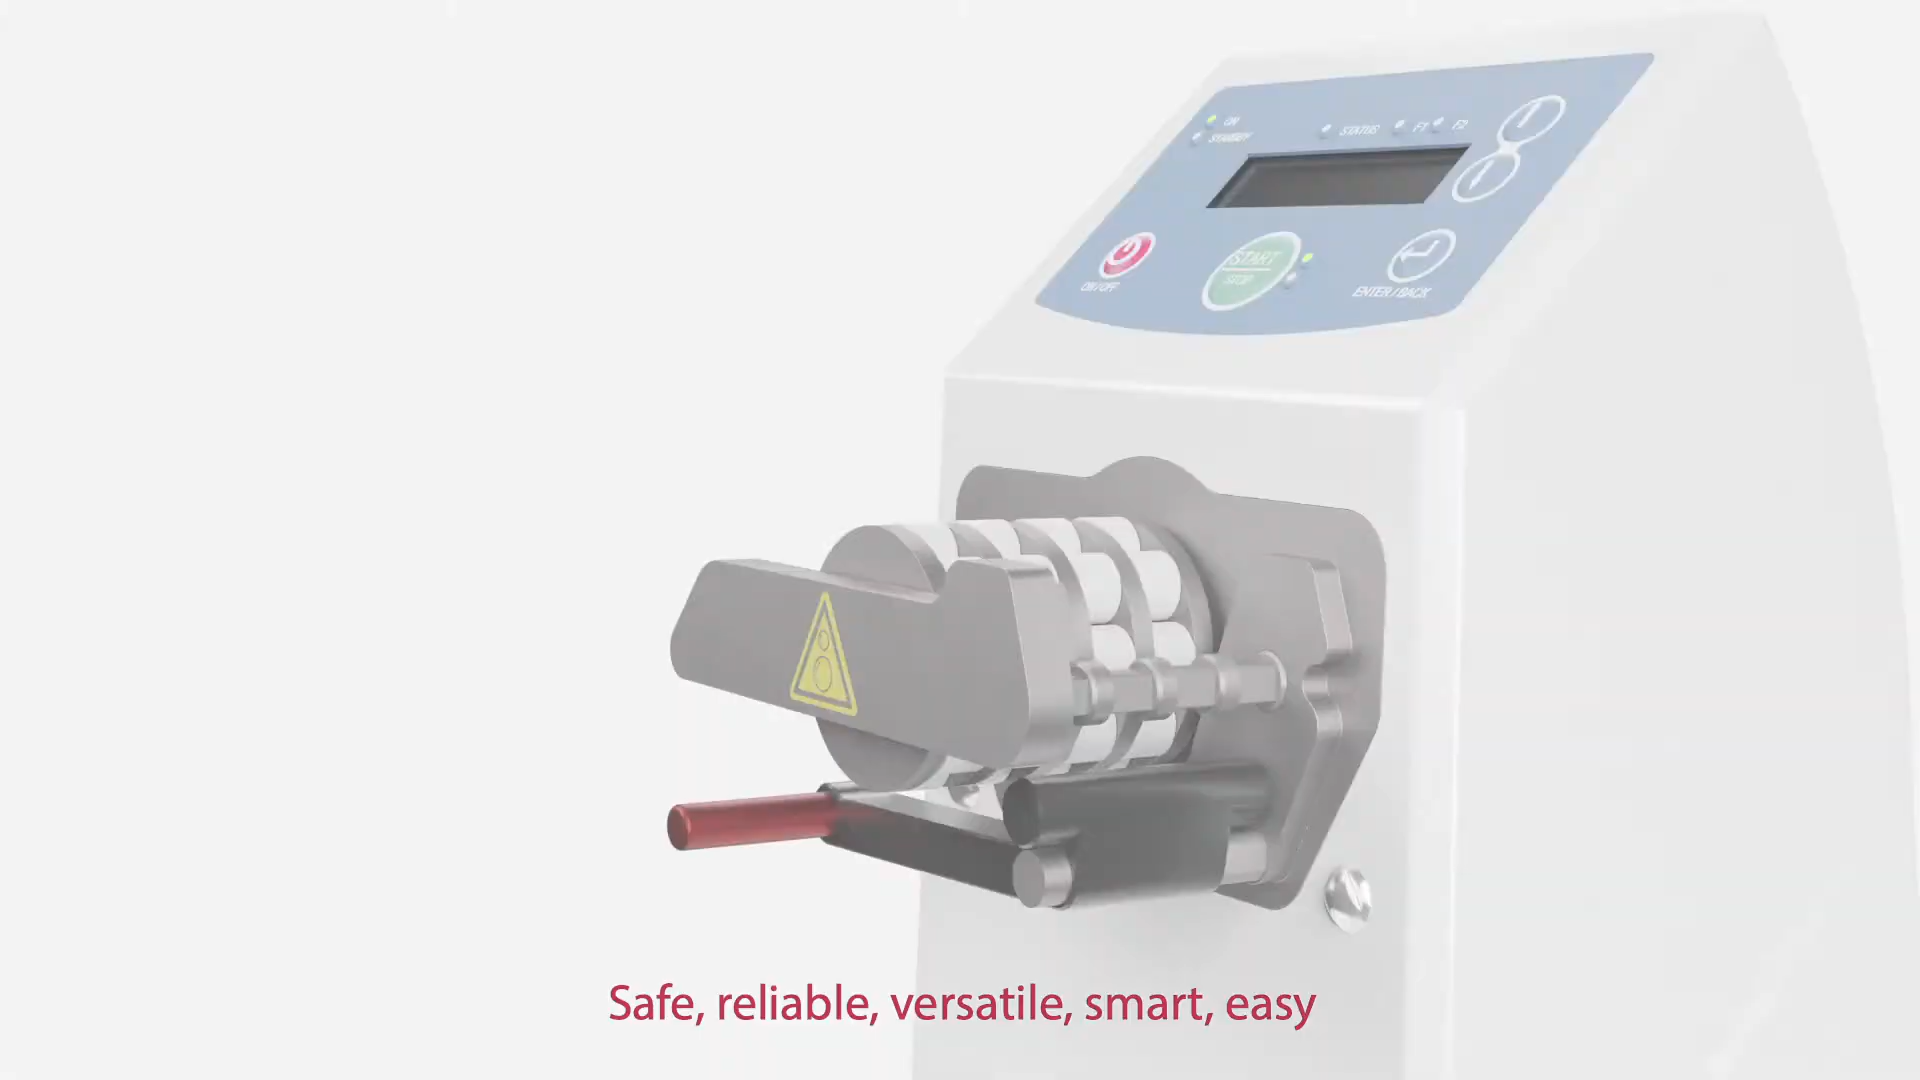 ON
STANDBY
STATUS F1 F2
START
STOP
ON / OFF
ENTER / BACK
Safe, reliable, versatile, smart, easy